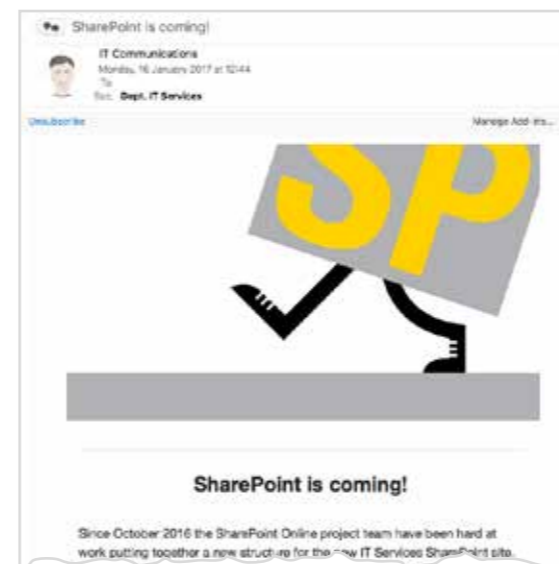 SharePoint is coming!
IT Communications
Monday, 16 January 2017 at 12:44
To
Dept. IT Services
Unsubscribe
Manage Add-ins...
SP
SharePoint is coming!
Since October 2016 the SharePoint Online project team have been hard at
work putting together a new structure for the new IT Services SharePoint site.